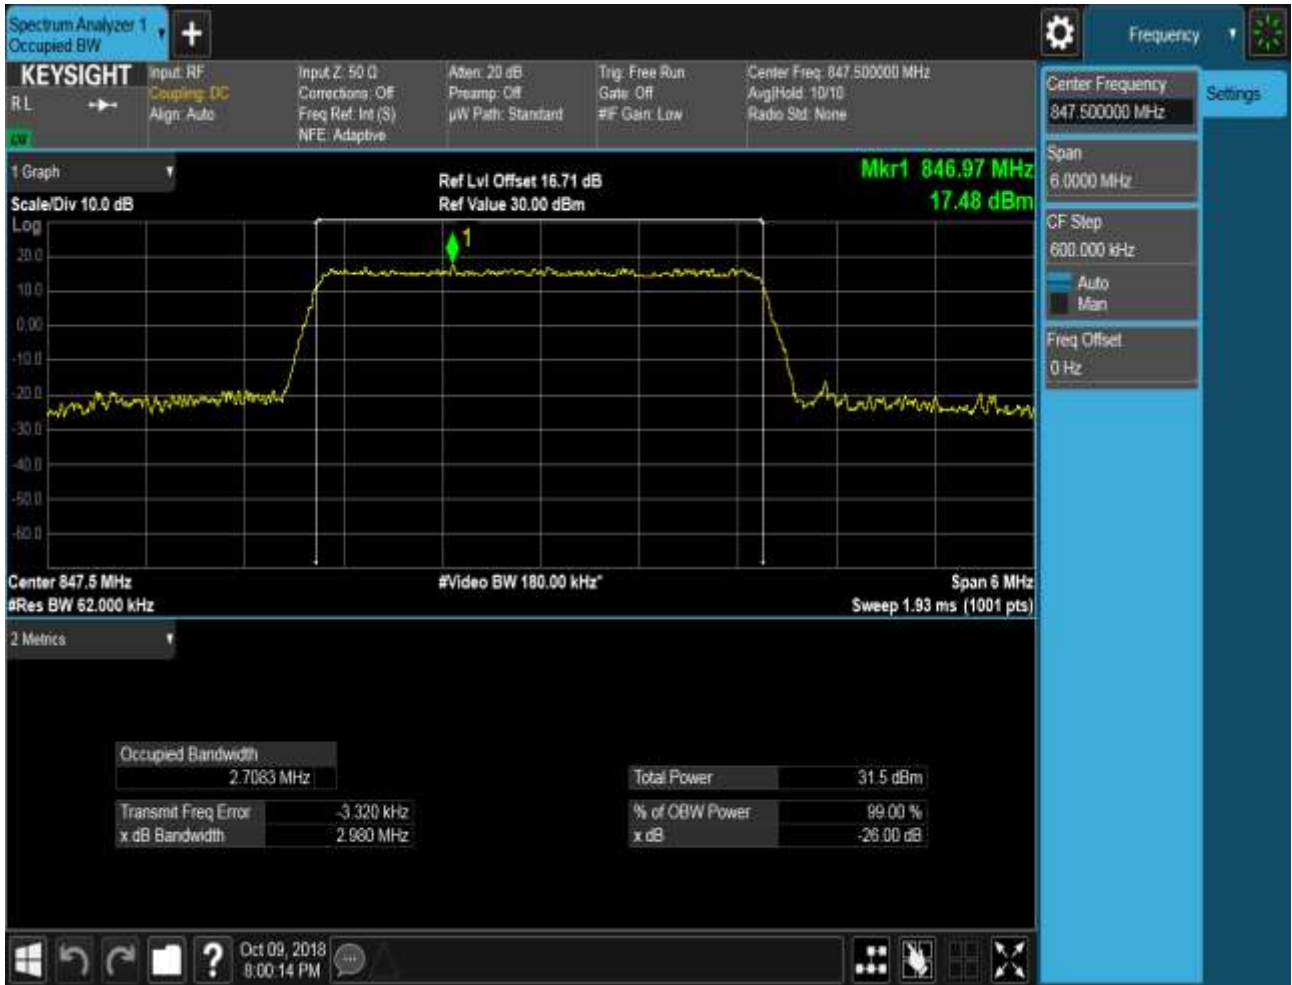 Spectrum Analyzer 1
Occupied BW
Frequency
KEYSIGHT
R L
Input: RF
Coupling: DC
Align: Auto
Input Z: 50 Ω
Corrections: Off
Freq Ref: Int (S)
NFE: Adaptive
Atten: 20 dB
Preamp: Off
µW Path: Standard
Trig: Free Run
Gate: Off
#IF Gain: Low
Center Freq: 847.500000 MHz
Avg|Hold: 10/10
Radio Std: None
Center Frequency
847.500000 MHz
Settings
Span
6.0000 MHz
CF Step
600.000 kHz
Auto
Man
Freq Offset
0 Hz
1 Graph
Scale/Div 10.0 dB
Ref Lvl Offset 16.71 dB
Ref Value 30.00 dBm
Mkr1 846.97 MHz
17.48 dBm
Log
1
20.0
10.0
0.00
-10.0
-20.0
-30.0
-40.0
-50.0
-60.0
Center 847.5 MHz
#Video BW 180.00 kHz*
Span 6 MHz
#Res BW 62.000 kHz
Sweep 1.93 ms (1001 pts)
2 Metrics
Occupied Bandwidth
2.7083 MHz
Total Power 31.5 dBm
Transmit Freq Error -3.320 kHz
% of OBW Power 99.00 %
x dB Bandwidth 2.980 MHz
x dB -26.00 dB
?
Oct 09, 2018
8:00:14 PM